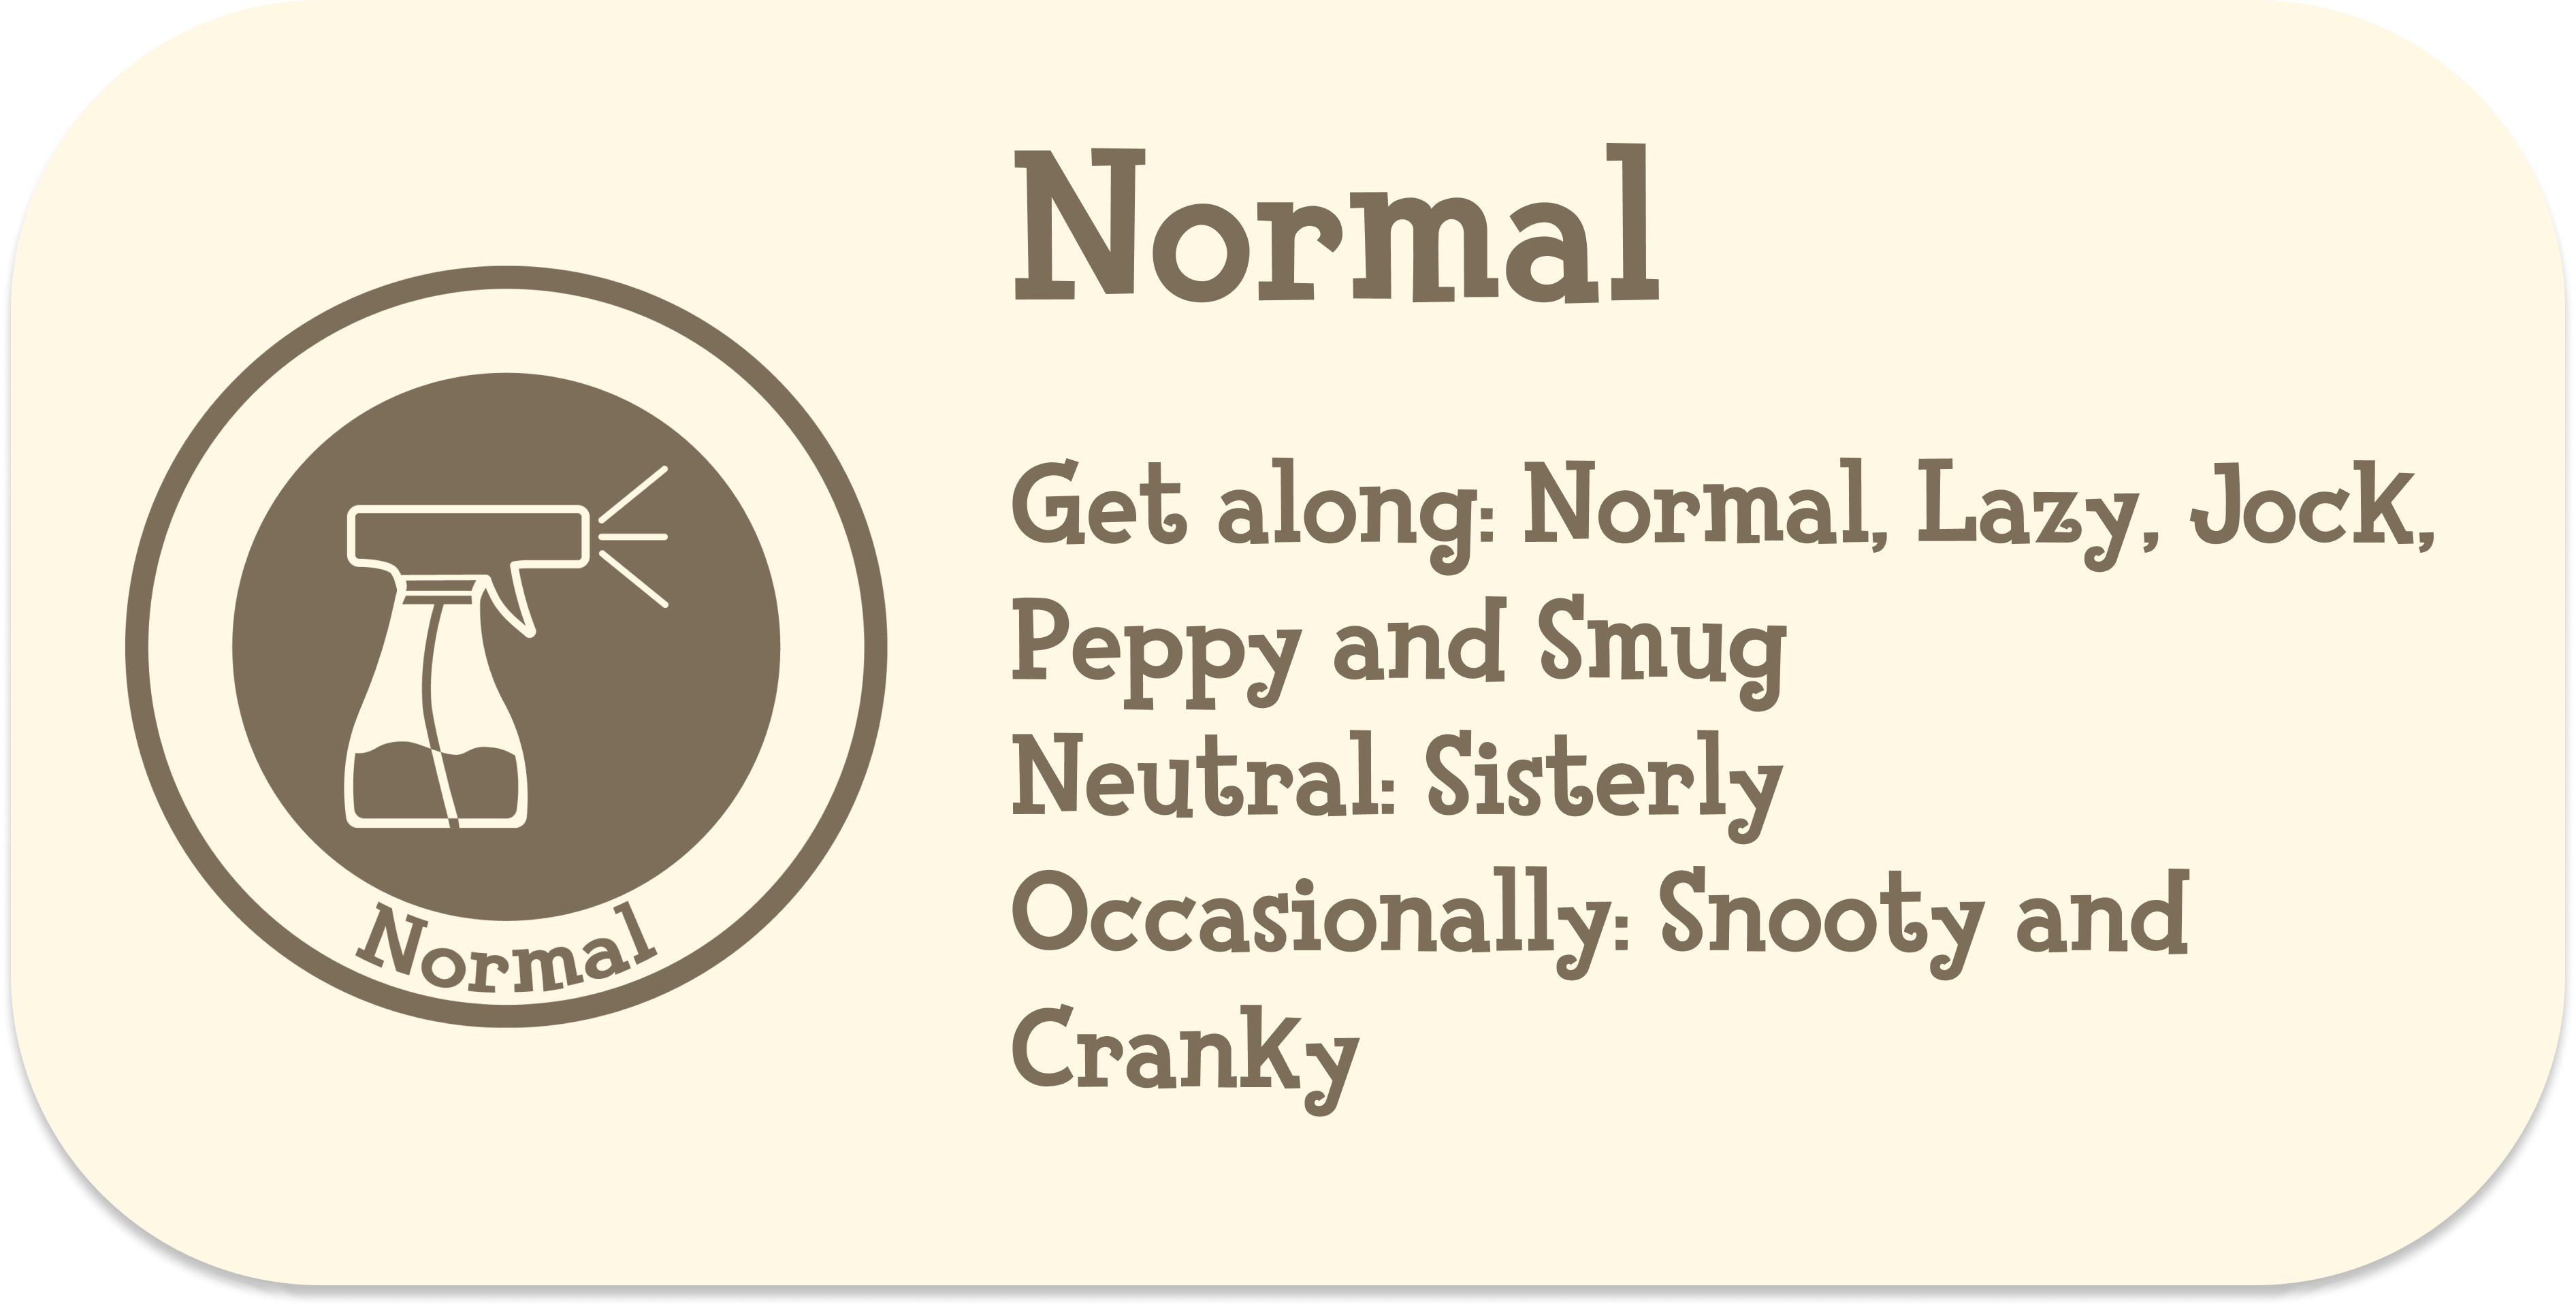 Normal
Get along: Normal, Lazy, Jock,
Peppy and Smug
Neutral: Sisterly
Occasionally: Snooty and
Cranky
Normal